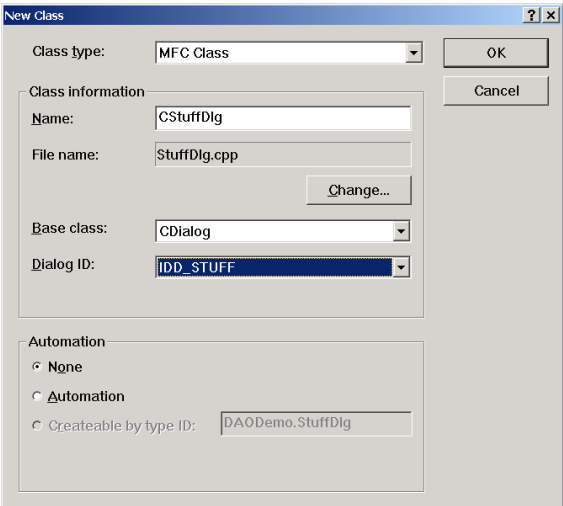 New Class
Class type: MFC Class
OK
Cancel
Class information
Name: CStuffDlg
File name: StuffDlg.cpp
Change...
Base class: CDialog
Dialog ID: IDD_STUFF
Automation
None
Automation
Createable by type ID: DAODemo.StuffDlg